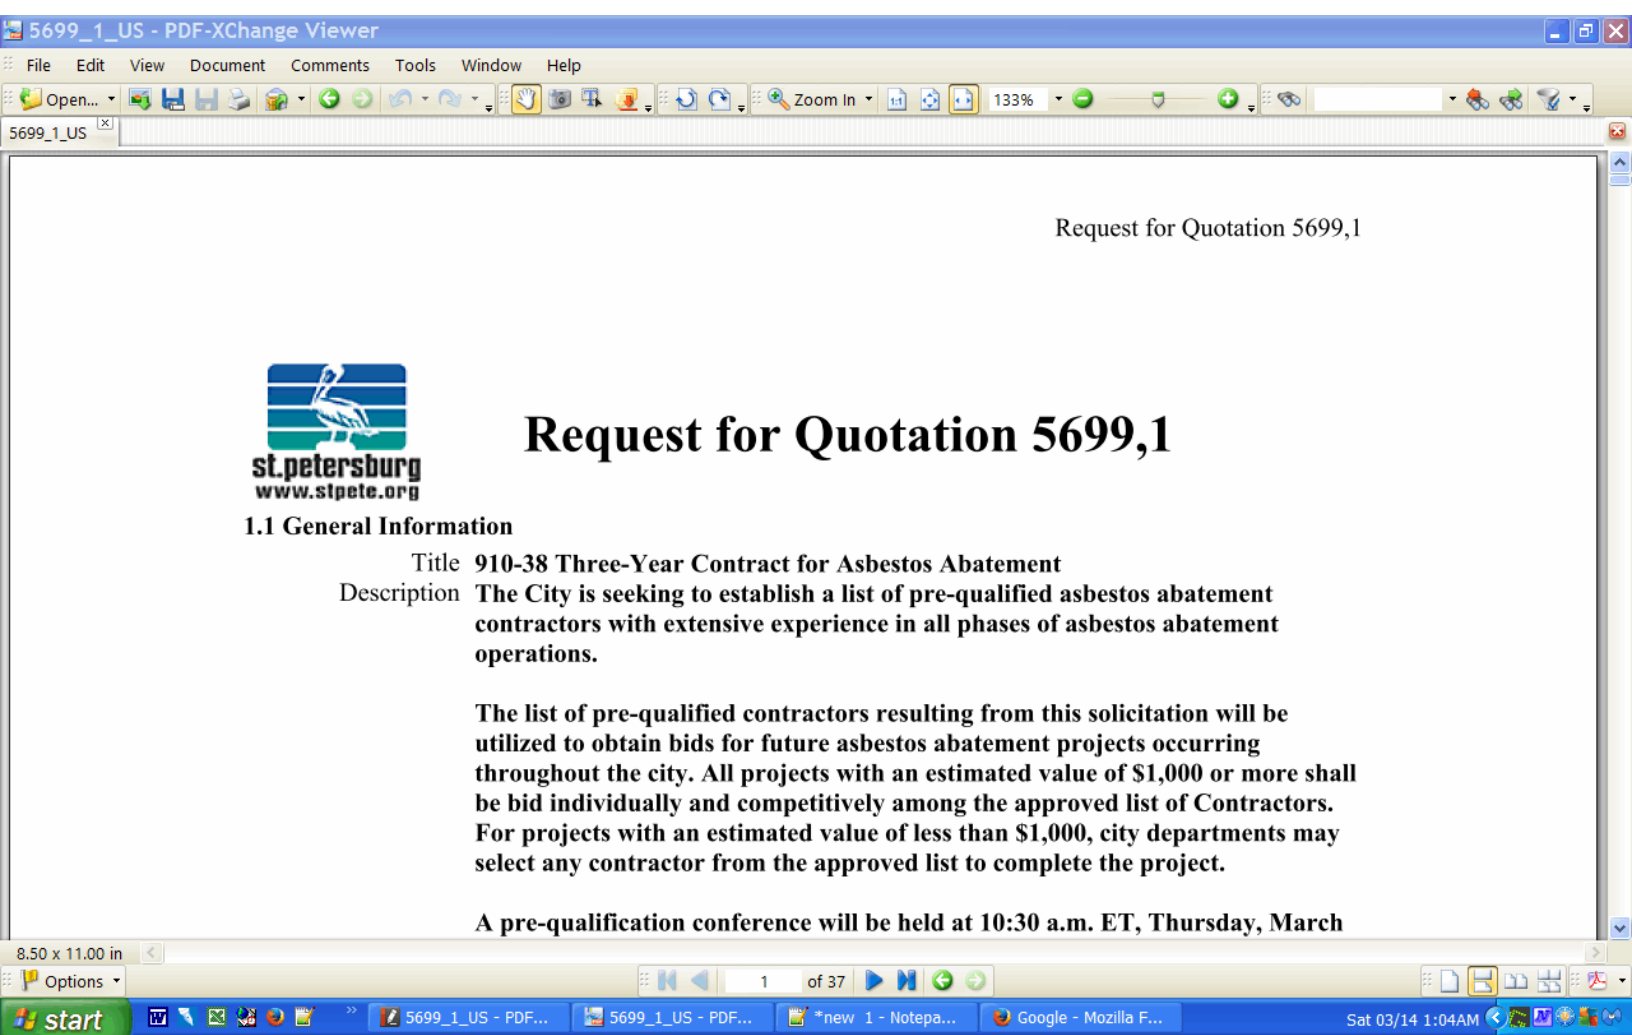 5699_1_US - PDF-XChange Viewer
File Edit View Document Comments Tools Window Help
Open... Zoom In 1:1 133%
5699_1_US
Request for Quotation 5699,1
st.petersburg
www.stpete.org
Request for Quotation 5699,1
1.1 General Information
Title 910-38 Three-Year Contract for Asbestos Abatement
Description The City is seeking to establish a list of pre-qualified asbestos abatement
contractors with extensive experience in all phases of asbestos abatement
operations.
The list of pre-qualified contractors resulting from this solicitation will be
utilized to obtain bids for future asbestos abatement projects occurring
throughout the city. All projects with an estimated value of $1,000 or more shall
be bid individually and competitively among the approved list of Contractors.
For projects with an estimated value of less than $1,000, city departments may
select any contractor from the approved list to complete the project.
A pre-qualification conference will be held at 10:30 a.m. ET, Thursday, March
8.50 x 11.00 in
Options 1 of 37
start 5699_1_US - PDF... 5699_1_US - PDF... *new 1 - Notepa... Google - Mozilla F... Sat 03/14 1:04AM